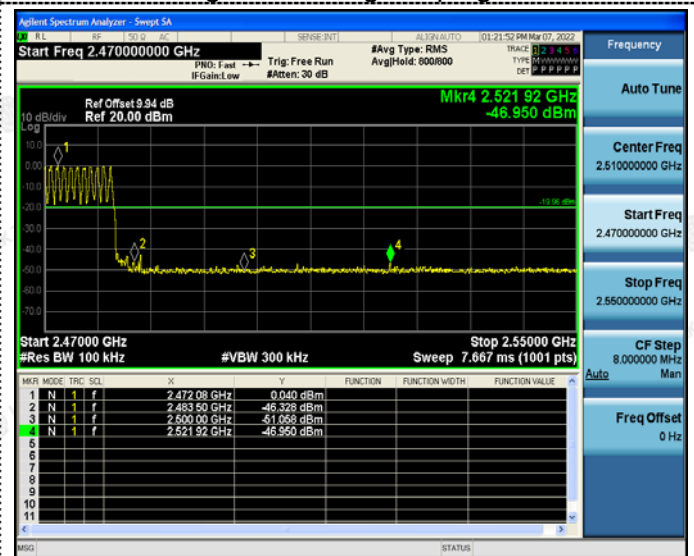 Agilent Spectrum Analyzer - Swept SA
RL RF 50 Ω AC SENSE:INT ALIGN AUTO 01:21:52 PM Mar 07, 2022
Start Freq 2.470000000 GHz
PNO: Fast
IFGain:Low
Trig: Free Run
#Atten: 30 dB
#Avg Type: RMS
Avg|Hold: 800/800
TRACE 1 2 3 4 5 6
TYPE M
DET P P P P P P
Frequency
Auto Tune
Center Freq
2.510000000 GHz
Start Freq
2.470000000 GHz
Stop Freq
2.550000000 GHz
CF Step
8.000000 MHz
Auto Man
Freq Offset
0 Hz
Ref Offset 9.94 dB
10 dB/div Ref 20.00 dBm
Log
Mkr4 2.521 92 GHz
-46.950 dBm
10.0
0.00
-10.0
-20.0
-30.0
-40.0
-50.0
-60.0
-70.0
1
2
3
4
-19.96 dBm
Start 2.47000 GHz Stop 2.55000 GHz
#Res BW 100 kHz #VBW 300 kHz Sweep 7.667 ms (1001 pts)
MKR MODE TRC SCL X Y FUNCTION FUNCTION WIDTH FUNCTION VALUE
1 N 1 f 2.472 08 GHz 0.040 dBm
2 N 1 f 2.483 50 GHz -46.328 dBm
3 N 1 f 2.500 00 GHz -51.058 dBm
4 N 1 f 2.521 92 GHz -46.950 dBm
5
6
7
8
9
10
11
MSG STATUS